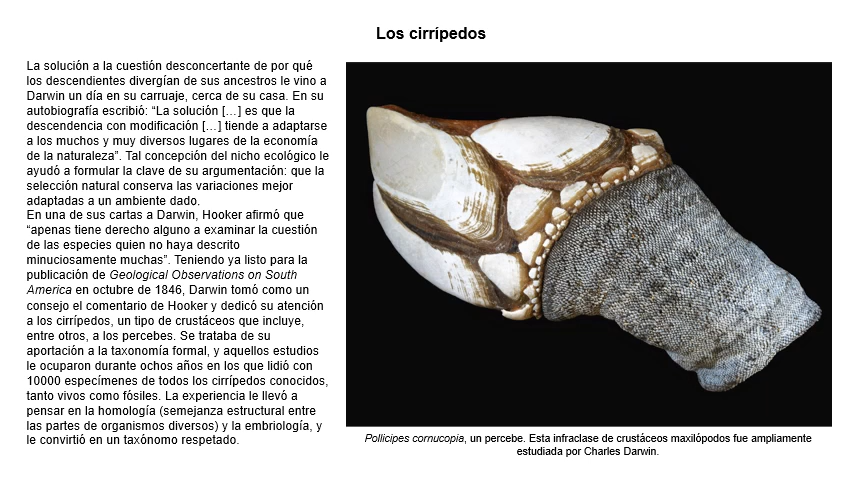 Los cirrípedos
La solución a la cuestión desconcertante de por qué
los descendientes divergían de sus ancestros le vino a
Darwin un día en su carruaje, cerca de su casa. En su
autobiografía escribió: “La solución […] es que la
descendencia con modificación […] tiende a adaptarse
a los muchos y muy diversos lugares de la economía
de la naturaleza”. Tal concepción del nicho ecológico le
ayudó a formular la clave de su argumentación: que la
selección natural conserva las variaciones mejor
adaptadas a un ambiente dado.
En una de sus cartas a Darwin, Hooker afirmó que
“apenas tiene derecho alguno a examinar la cuestión
de las especies quien no haya descrito
minuciosamente muchas”. Teniendo ya listo para la
publicación de Geological Observations on South
America en octubre de 1846, Darwin tomó como un
consejo el comentario de Hooker y dedicó su atención
a los cirrípedos, un tipo de crustáceos que incluye,
entre otros, a los percebes. Se trataba de su
aportación a la taxonomía formal, y aquellos estudios
le ocuparon durante ochos años en los que lidió con
10000 especímenes de todos los cirrípedos conocidos,
tanto vivos como fósiles. La experiencia le llevó a
pensar en la homología (semejanza estructural entre
las partes de organismos diversos) y la embriología, y
le convirtió en un taxónomo respetado.
Pollicipes cornucopia, un percebe. Esta infraclase de crustáceos maxilópodos fue ampliamente
estudiada por Charles Darwin.